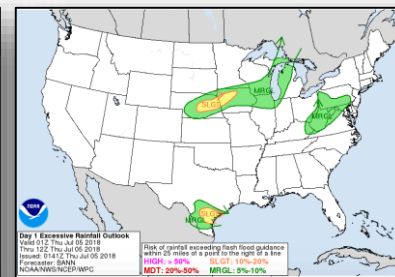 MRGL
SLGT
MRGL
SLGT
MRGL
NOAA
Day 1 Excessive Rainfall Outlook
Valid 01Z Thu Jul 05 2018
Thru 12Z Thu Jul 05 2018
Issued: 0141Z Thu Jul 05 2018
Forecaster: BANN
NOAA/NWS/NCEP/WPC
Risk of rainfall exceeding flash flood guidance
within 25 miles of a point to the right of a line
HIGH: > 50% SLGT: 10%-20%
MDT: 20%-50% MRGL: 5%-10%